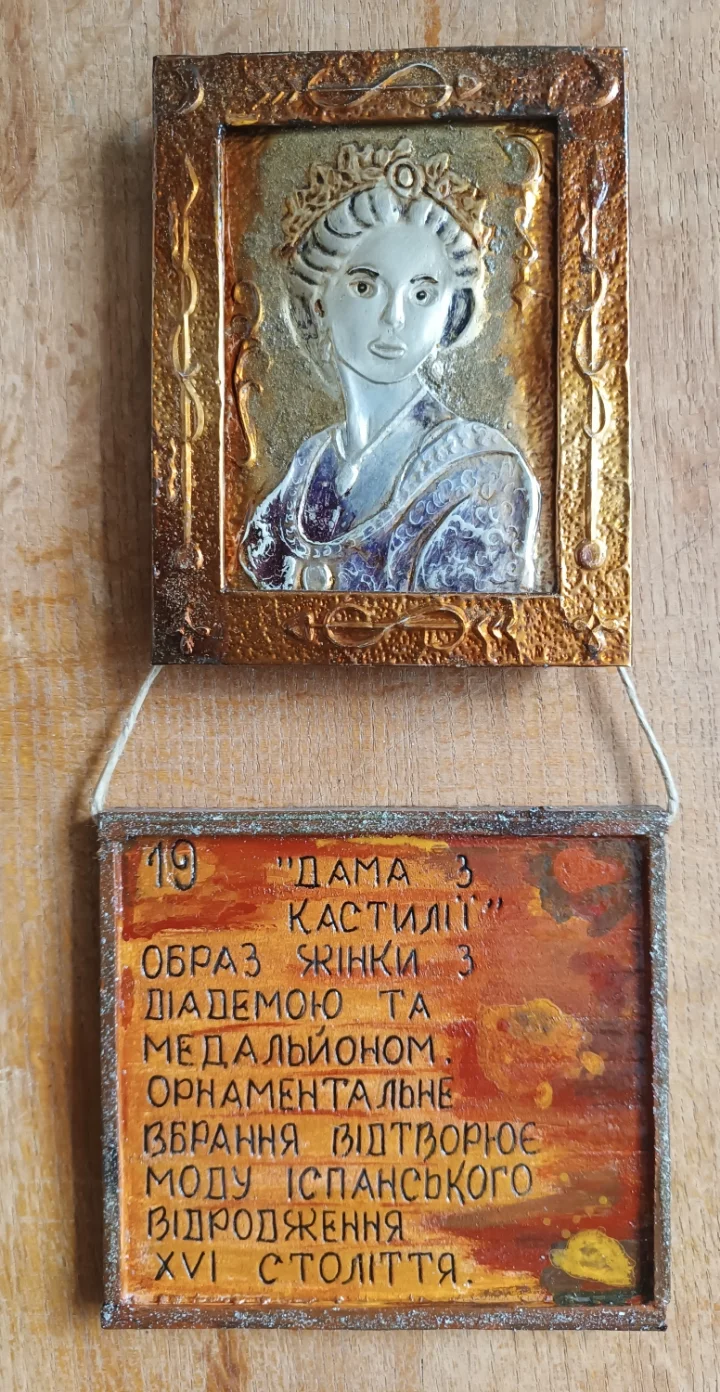 19 "ДАМА З
КАСТИЛІЇ"
ОБРАЗ ЖІНКИ З
ДІАДЕМОЮ ТА
МЕДАЛЬЙОНОМ.
ОРНАМЕНТАЛЬНЕ
ВБРАННЯ ВІДТВОРЮЄ
МОДУ ІСПАНСЬКОГО
ВІДРОДЖЕННЯ
XVI СТОЛІТТЯ.